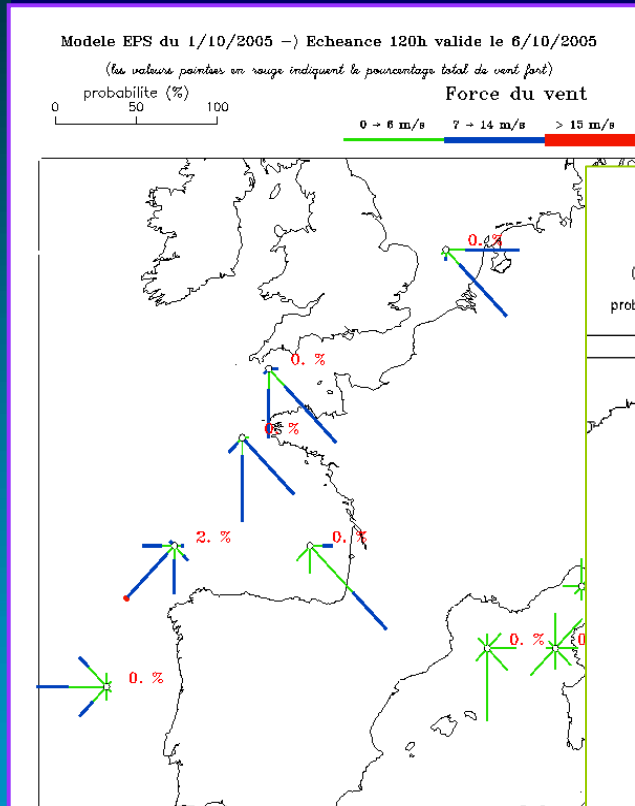 Modele EPS du 1/10/2005 -> Echeance 120h valide le 6/10/2005
(les valeurs pointees en rouge indiquent le pourcentage total de vent fort)
probabilite (%)
Force du vent
0 50 100
0 → 6 m/s 7 → 14 m/s > 15 m/s
0. %
(
prob
0. %
0. %
2. %
0. %
0. %
0
0. %